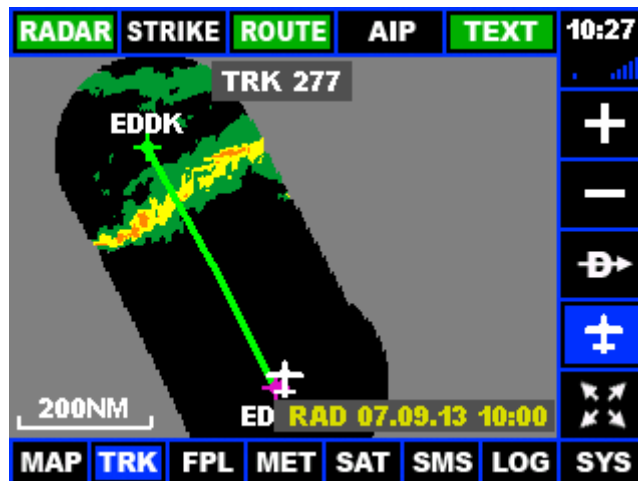 RADAR STRIKE ROUTE AIP TEXT 10:27
TRK 277
EDDK
200NM
ED RAD 07.09.13 10:00
MAP TRK FPL MET SAT SMS LOG SYS